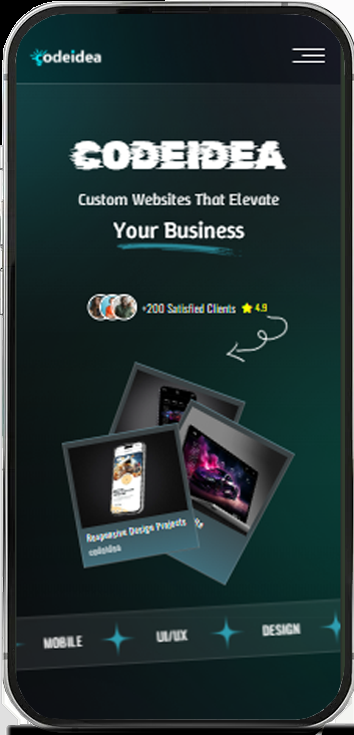 codeidea
CODEIDEA
Custom Websites That Elevate
Your Business
+200 Satisfied Clients 4.9
Responsive Design Projects
codeidea
MOBILE UI/UX DESIGN